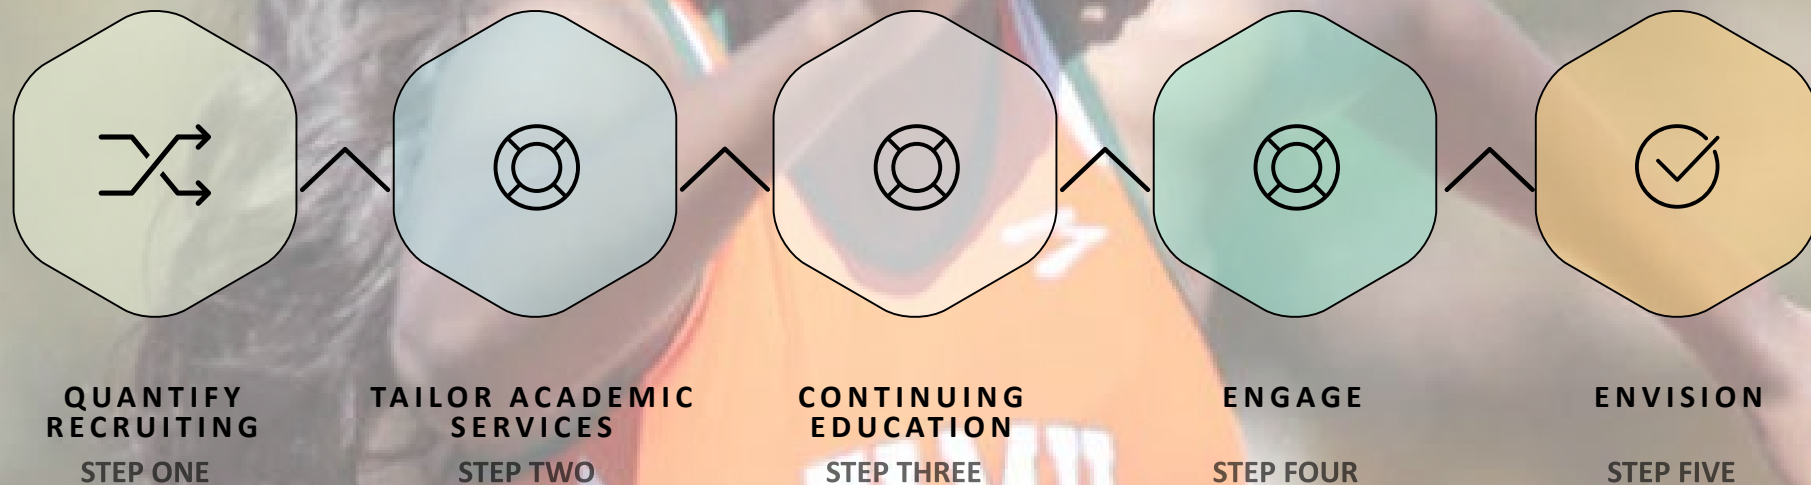 QUANTIFY
RECRUITING
STEP ONE
TAILOR ACADEMIC
SERVICES
STEP TWO
CONTINUING
EDUCATION
STEP THREE
ENGAGE
STEP FOUR
ENVISION
STEP FIVE